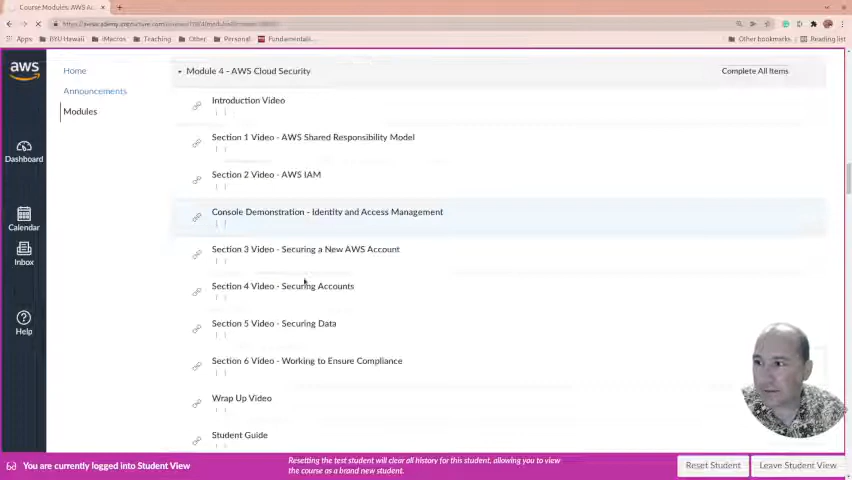 Course Modules: AWS A
Apps
BYU Hawaii
iMacros
Teaching
Other
Personal
Fundamentals...
Other bookmarks
Reading list
aws
Home
Announcements
Modules
Dashboard
Calendar
Inbox
Help
Module 4 - AWS Cloud Security
Complete All Items
Introduction Video
Section 1 Video - AWS Shared Responsibility Model
Section 2 Video - AWS IAM
Console Demonstration - Identity and Access Management
Section 3 Video - Securing a New AWS Account
Section 4 Video - Securing Accounts
Section 5 Video - Securing Data
Section 6 Video - Working to Ensure Compliance
Wrap Up Video
Student Guide
You are currently logged into Student View
Resetting the test student will clear all history for this student, allowing you to view
the course as a brand new student.
Reset Student
Leave Student View